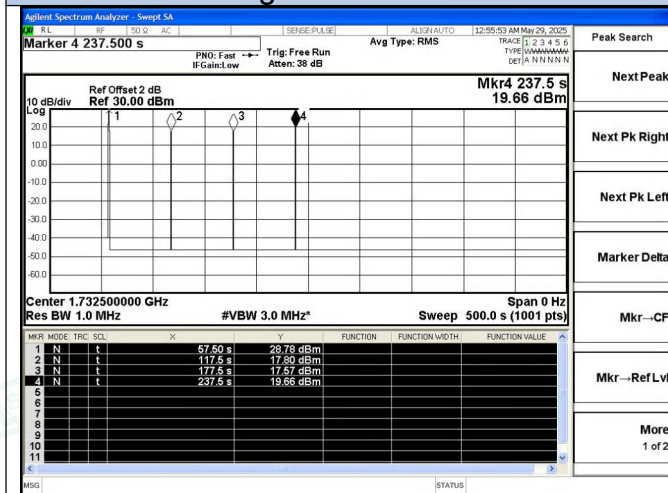 Agilent Spectrum Analyzer - Swept SA
RL RF 50 Ω AC SENSE:PULSE ALIGN AUTO 12:55:53 AM May 29, 2025
Marker 4 237.500 s
PNO: Fast Trig: Free Run Avg Type: RMS TRACE 1 2 3 4 5 6
IFGain:Low Atten: 38 dB TYPE WWWWWW
DET A N N N N N
Peak Search
Ref Offset 2 dB Mkr4 237.5 s
10 dB/div Ref 30.00 dBm 19.66 dBm
Log
1 2 3 4
20.0
10.0
0.00
-10.0
-20.0
-30.0
-40.0
-50.0
-60.0
Center 1.732500000 GHz Span 0 Hz
Res BW 1.0 MHz #VBW 3.0 MHz* Sweep 500.0 s (1001 pts)
MKR MODE TRC SCL X Y FUNCTION FUNCTION WIDTH FUNCTION VALUE
1 N t 57.50 s 28.78 dBm
2 N t 117.5 s 17.80 dBm
3 N t 177.5 s 17.57 dBm
4 N t 237.5 s 19.66 dBm
5
6
7
8
9
10
11
MSG STATUS
Next Peak
Next Pk Right
Next Pk Left
Marker Delta
Mkr→CF
Mkr→RefLvl
More
1 of 2